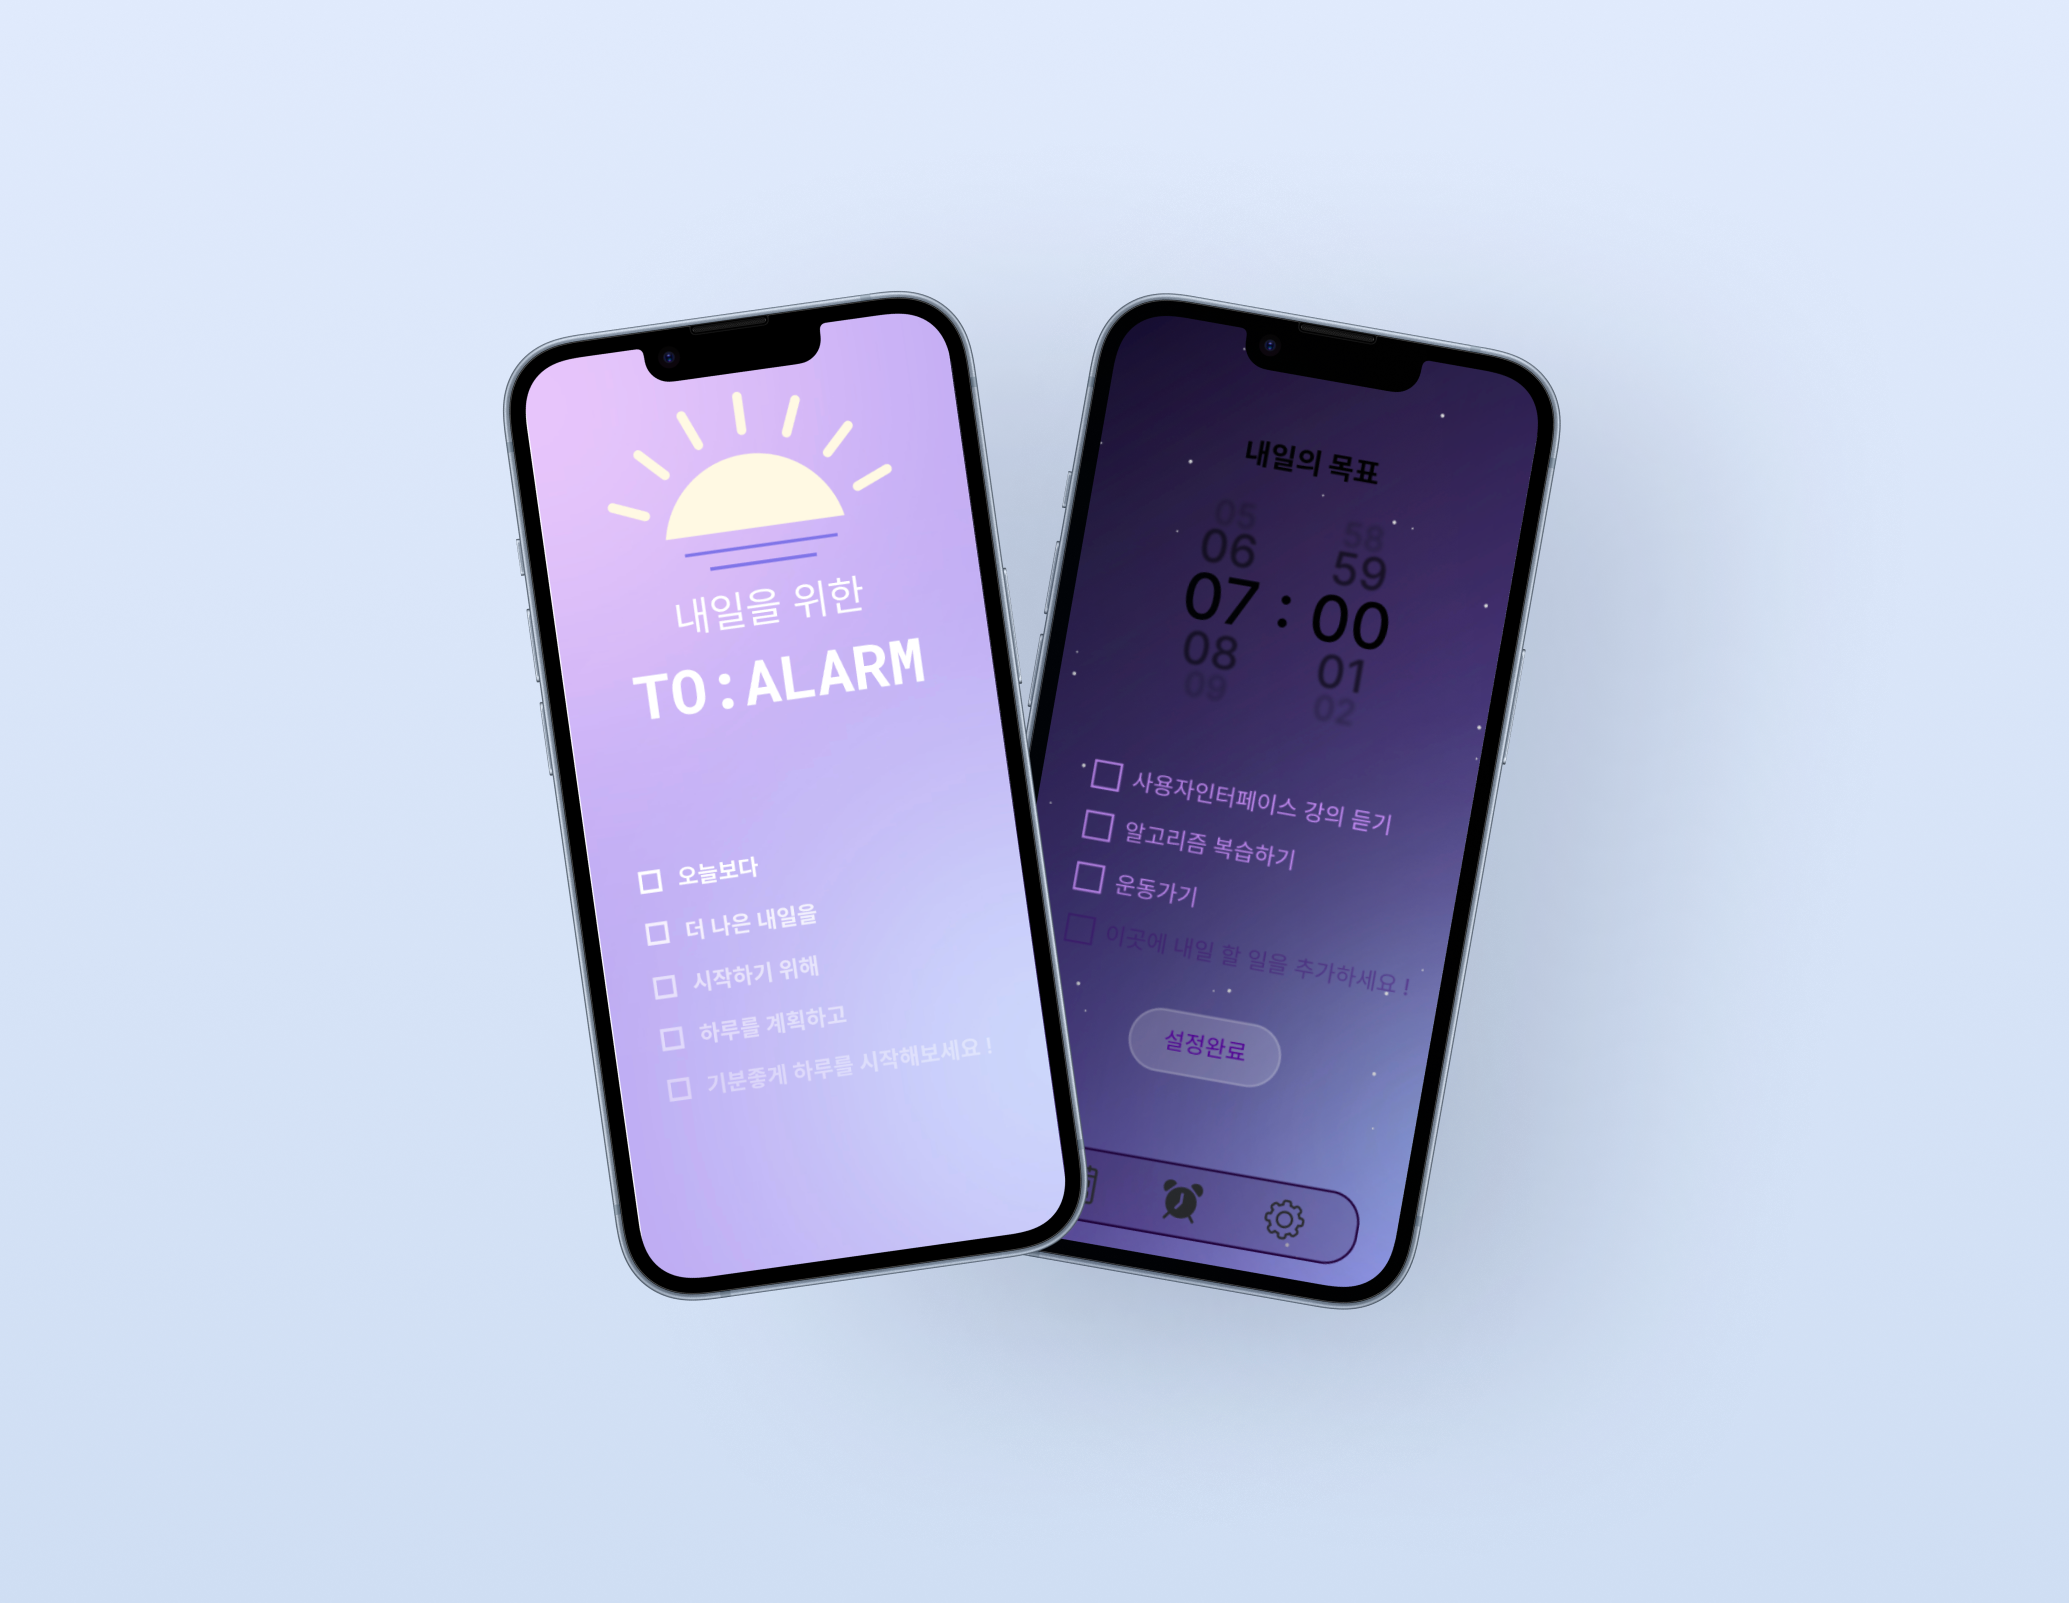 내일을 위한
TO:ALARM
오늘보다
더 나은 내일을
시작하기 위해
하루를 계획하고
기분좋게 하루를 시작해보세요 !
내일의 목표
05 58
06 59
07 : 00
08 01
09 02
사용자인터페이스 강의 듣기
알고리즘 복습하기
운동가기
이곳에 내일 할 일을 추가하세요 !
설정완료